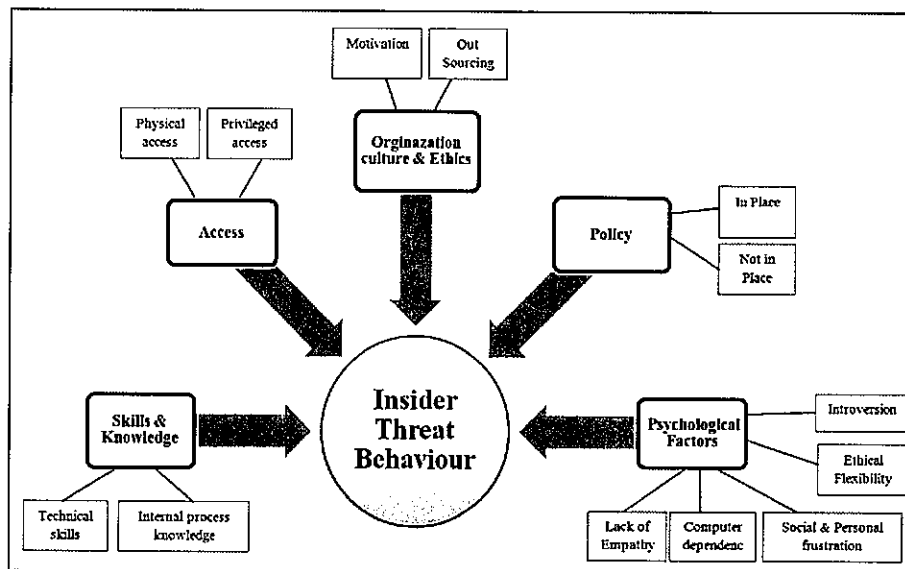 Motivation
Out
Sourcing
Physical
access
Privileged
access
Orginazation
culture & Ethics
Access
Policy
In Place
Not in
Place
Insider
Threat
Behaviour
Skills &
Knowledge
Technical
skills
Internal process
knowledge
Psychological
Factors
Introversion
Ethical
Flexibility
Lack of
Empathy
Computer
dependenc
Social & Personal
frustration